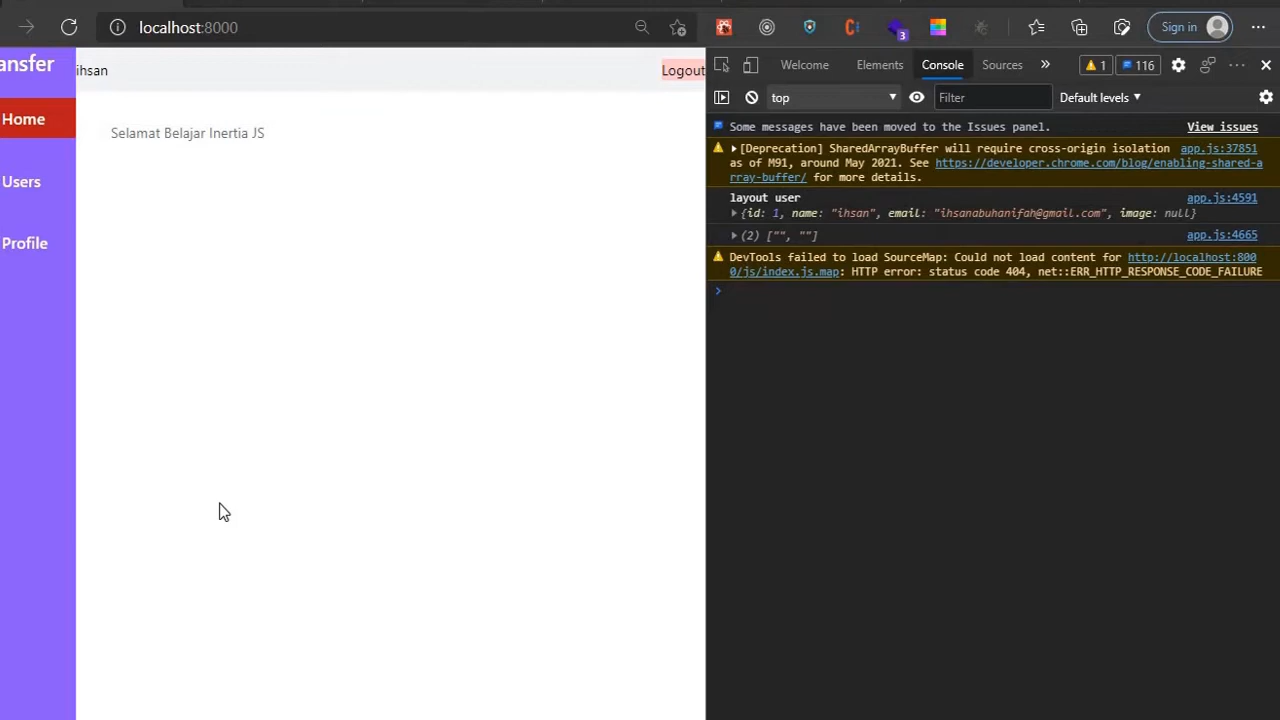 localhost:8000
3
Sign in
ansfer
ihsan
Logout
Home
Users
Profile
Selamat Belajar Inertia JS
Welcome
Elements
Console
Sources
1
116
top
Filter
Default levels
Some messages have been moved to the Issues panel.
View issues
[Deprecation] SharedArrayBuffer will require cross-origin isolation app.js:37851
as of M91, around May 2021. See https://developer.chrome.com/blog/enabling-shared-a
rray-buffer/ for more details.
layout user app.js:4591
{id: 1, name: "ihsan", email: "ihsanabuhanifah@gmail.com", image: null}
(2) ["", ""] app.js:4665
DevTools failed to load SourceMap: Could not load content for http://localhost:800
0/js/index.js.map: HTTP error: status code 404, net::ERR_HTTP_RESPONSE_CODE_FAILURE